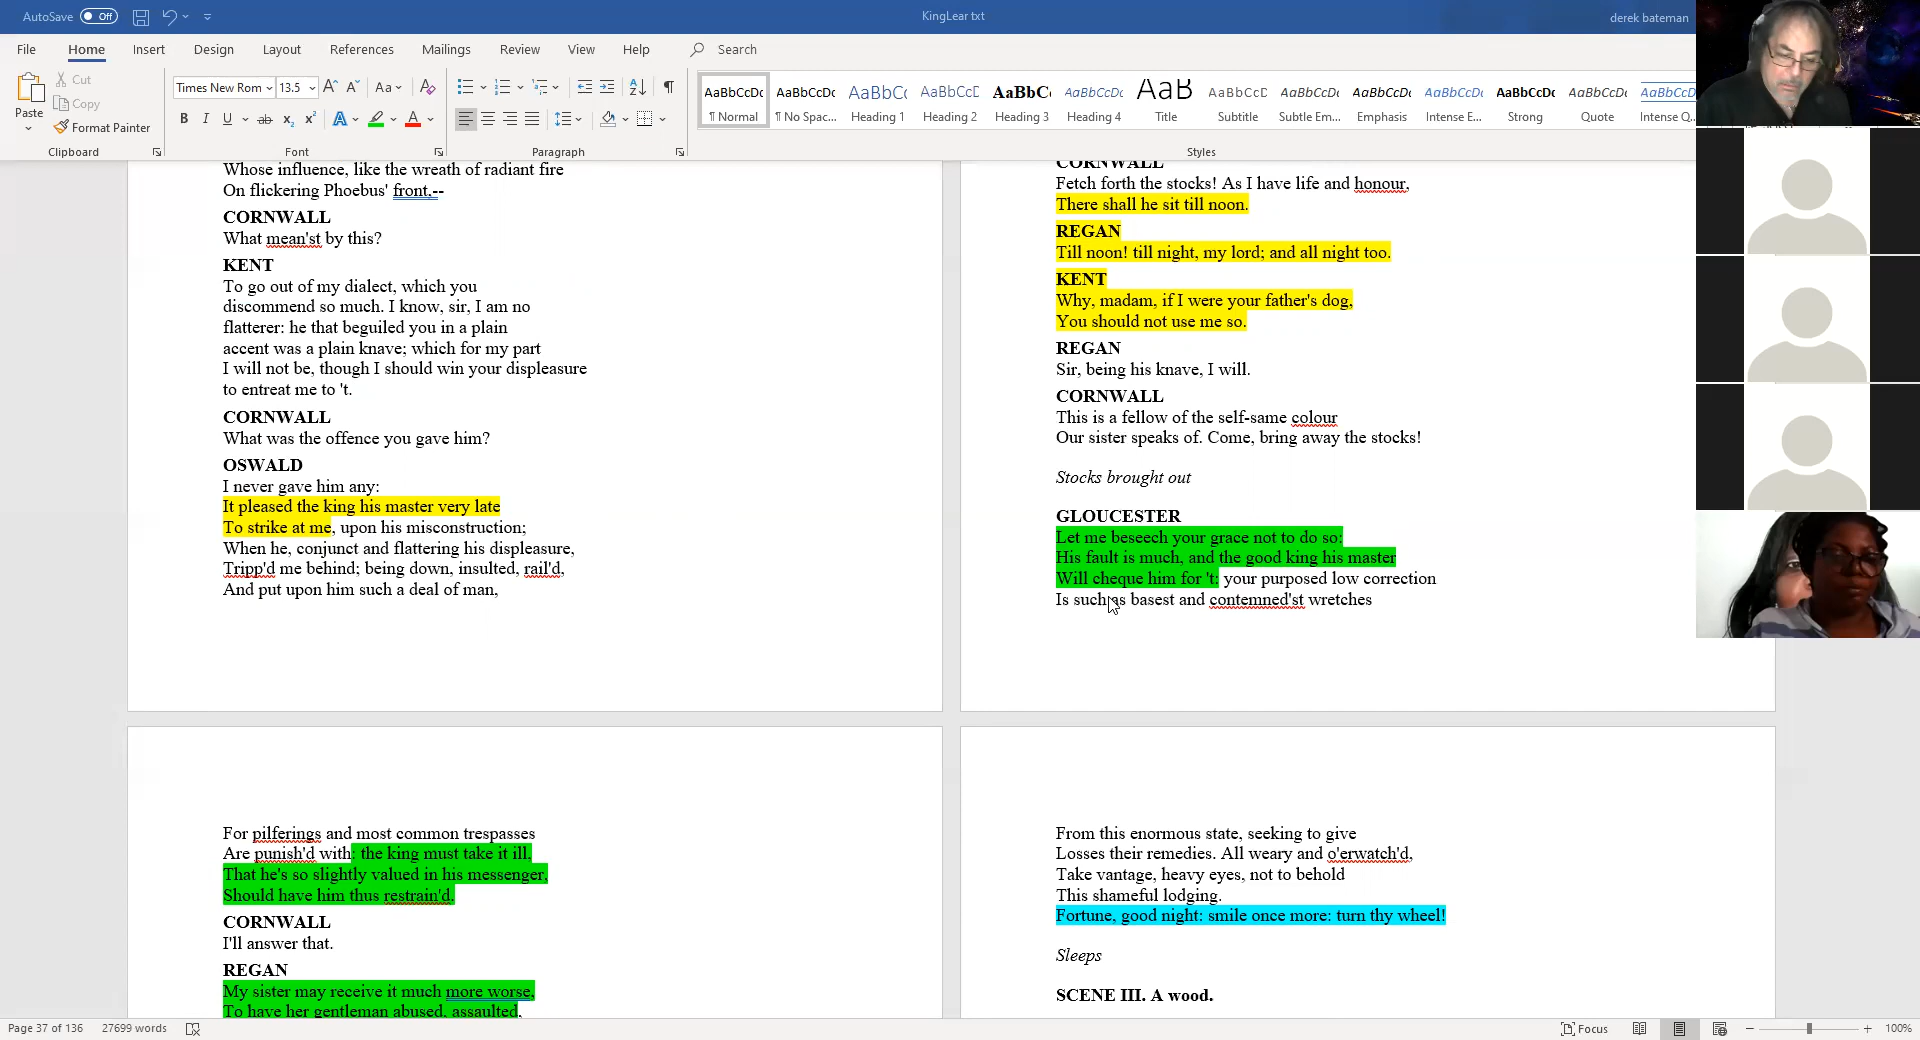 AutoSave Off
KingLear txt
derek bateman
File Home Insert Design Layout References Mailings Review View Help Search
Paste
Cut
Copy
Format Painter
Clipboard
Times New Rom 13.5
Font
Paragraph
AaBbCcDc AaBbCcDc AaBbC AaBbCcD AaBbC AaBbCcDc AaB AaBbCcD AaBbCcDc AaBbCcDc AaBbCcDc AaBbCcDc AaBbCcDc AaBbCcDc
¶ Normal ¶ No Spac... Heading 1 Heading 2 Heading 3 Heading 4 Title Subtitle Subtle Em... Emphasis Intense E... Strong Quote Intense Q...
Styles
Whose influence, like the wreath of radiant fire
On flickering Phoebus' front,--
CORNWALL
What mean'st by this?
KENT
To go out of my dialect, which you
discommend so much. I know, sir, I am no
flatterer: he that beguiled you in a plain
accent was a plain knave; which for my part
I will not be, though I should win your displeasure
to entreat me to 't.
CORNWALL
What was the offence you gave him?
OSWALD
I never gave him any:
It pleased the king his master very late
To strike at me, upon his misconstruction;
When he, conjunct and flattering his displeasure,
Tripp'd me behind; being down, insulted, rail'd,
And put upon him such a deal of man,
CORNWALL
Fetch forth the stocks! As I have life and honour,
There shall he sit till noon.
REGAN
Till noon! till night, my lord; and all night too.
KENT
Why, madam, if I were your father's dog,
You should not use me so.
REGAN
Sir, being his knave, I will.
CORNWALL
This is a fellow of the self-same colour
Our sister speaks of. Come, bring away the stocks!
Stocks brought out
GLOUCESTER
Let me beseech your grace not to do so:
His fault is much, and the good king his master
Will cheque him for 't: your purposed low correction
Is such as basest and contemned'st wretches
For pilferings and most common trespasses
Are punish'd with: the king must take it ill,
That he's so slightly valued in his messenger,
Should have him thus restrain'd.
CORNWALL
I'll answer that.
REGAN
My sister may receive it much more worse,
To have her gentleman abused, assaulted,
From this enormous state, seeking to give
Losses their remedies. All weary and o'erwatch'd,
Take vantage, heavy eyes, not to behold
This shameful lodging.
Fortune, good night: smile once more: turn thy wheel!
Sleeps
SCENE III. A wood.
Page 37 of 136 27699 words
Focus
100%